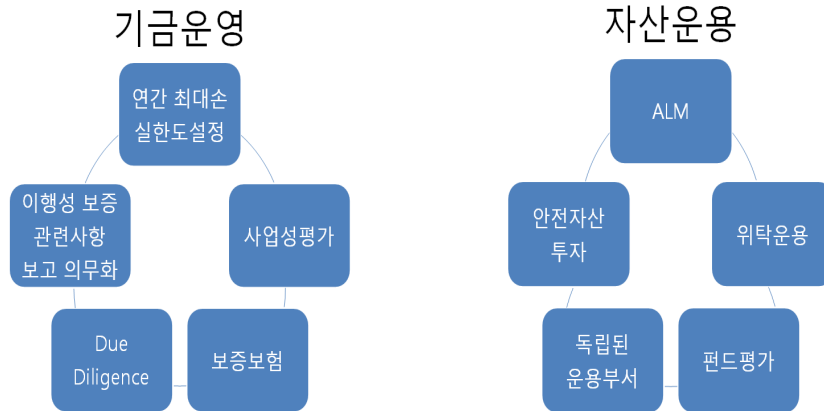 기금운영
연간 최대손
실한도설정
사업성평가
보증보험
Due
Diligence
이행성 보증
관련사항
보고 의무화
자산운용
ALM
위탁운용
펀드평가
독립된
운용부서
안전자산
투자